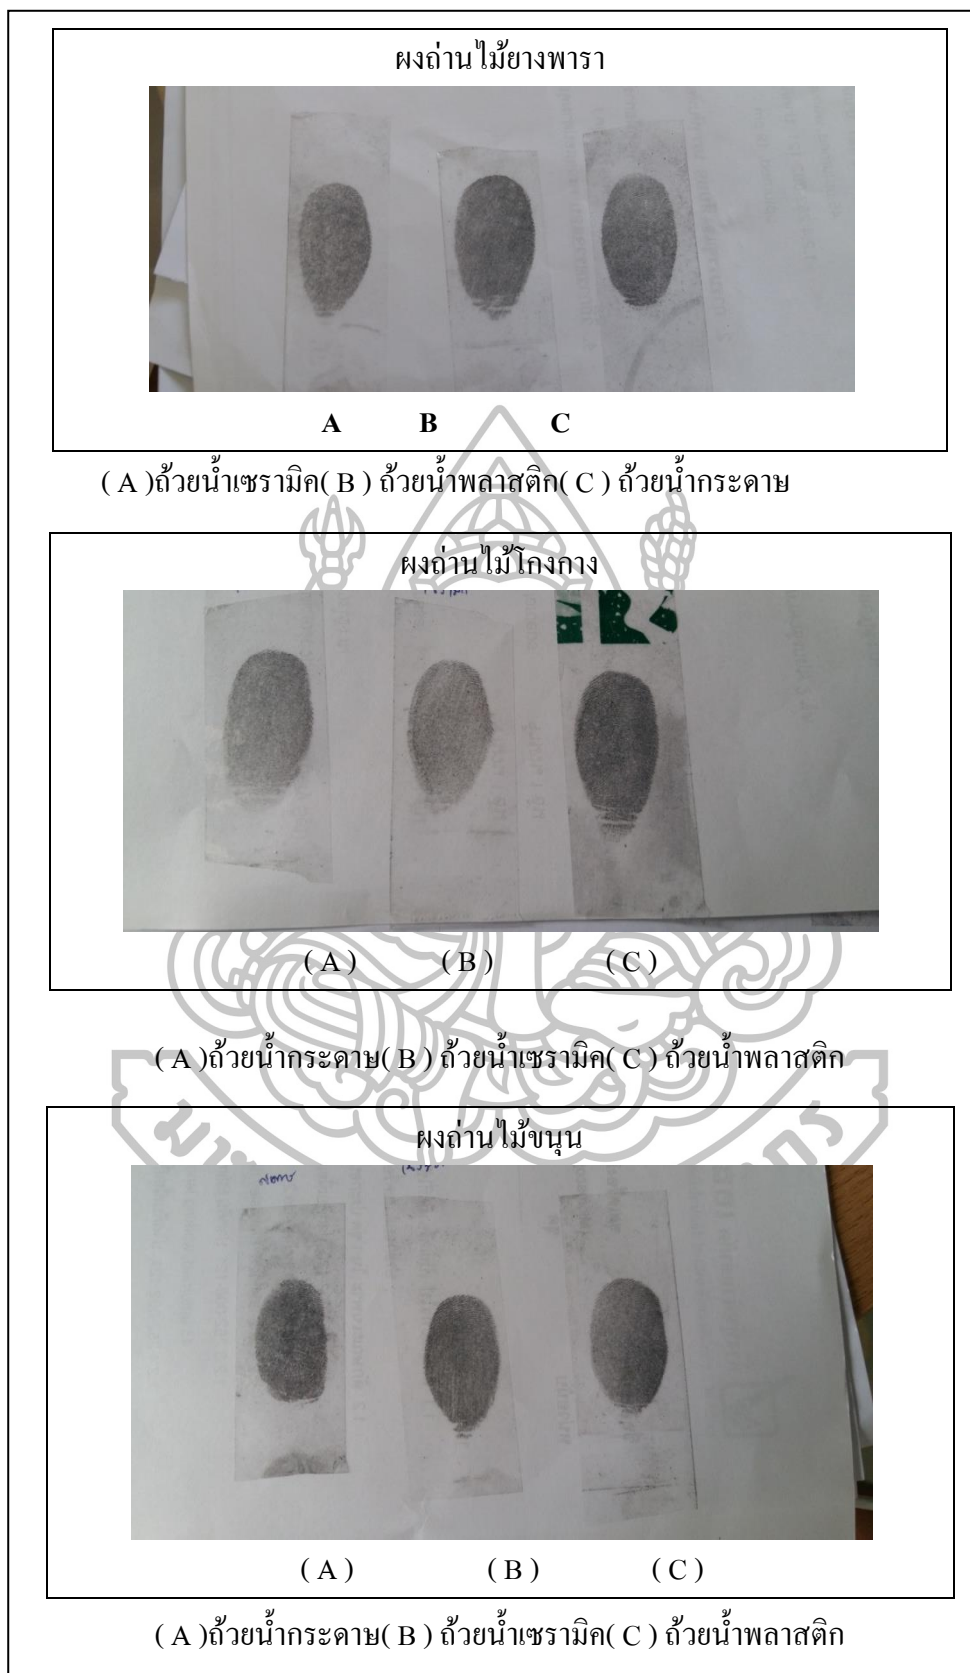 ผงถ่านไม้ยางพารา
A B C
( A )ถ้วยน้ำเซรามิค( B ) ถ้วยน้ำพลาสติก( C ) ถ้วยน้ำกระดาษ
ผงถ่านไม้โกงกาง
( A ) ( B ) ( C )
( A )ถ้วยน้ำกระดาษ( B ) ถ้วยน้ำเซรามิค( C ) ถ้วยน้ำพลาสติก
ผงถ่านไม้ขนุน
( A ) ( B ) ( C )
( A )ถ้วยน้ำกระดาษ( B ) ถ้วยน้ำเซรามิค( C ) ถ้วยน้ำพลาสติก